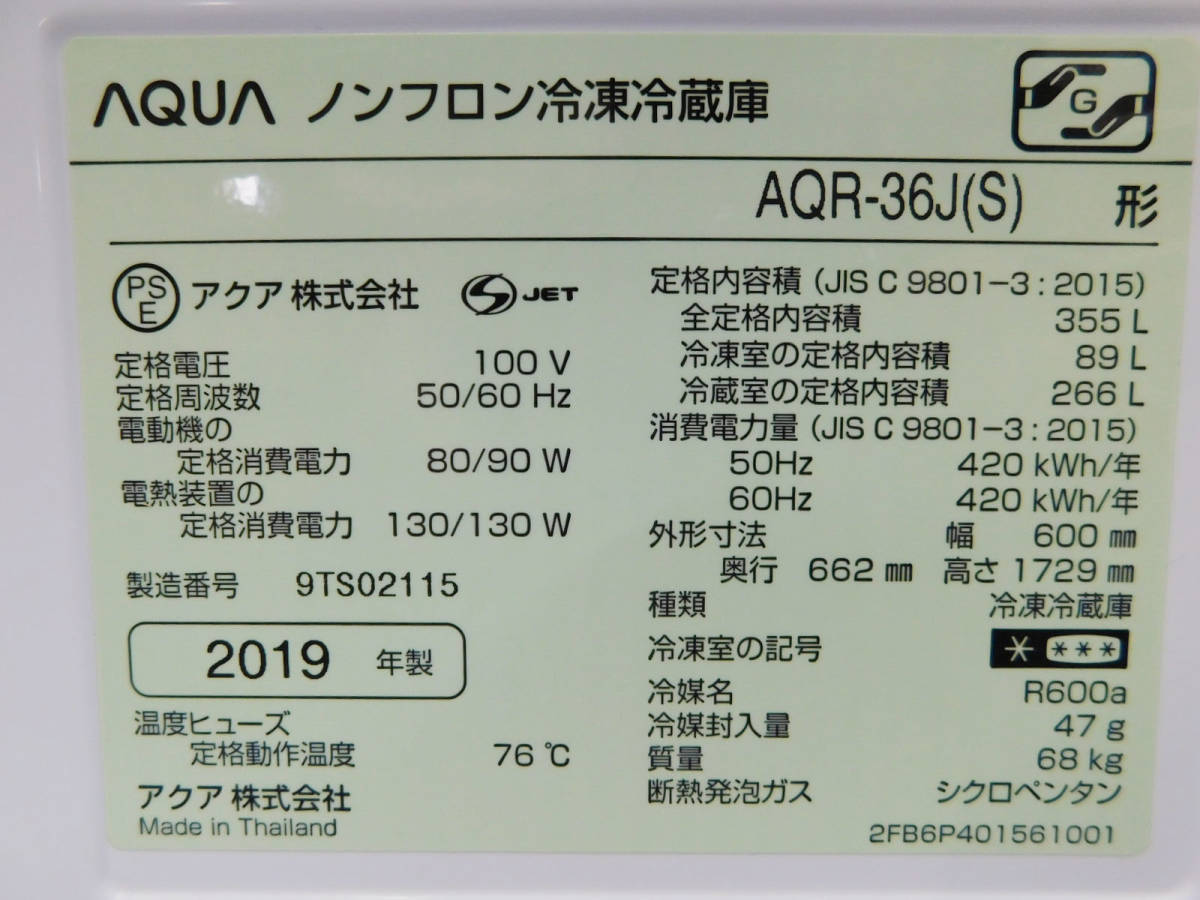 AQUA ノンフロン冷凍冷蔵庫
G
AQR-36J(S) 形
PS
E
アクア 株式会社
S JET
定格電圧 100 V
定格周波数 50/60 Hz
電動機の
定格消費電力 80/90 W
電熱装置の
定格消費電力 130/130 W
製造番号 9TS02115
2019 年製
温度ヒューズ
定格動作温度 76 ℃
アクア 株式会社
Made in Thailand
定格内容積 (JIS C 9801-3:2015)
全定格内容積 355 L
冷凍室の定格内容積 89 L
冷蔵室の定格内容積 266 L
消費電力量 (JIS C 9801-3:2015)
50Hz 420 kWh/年
60Hz 420 kWh/年
外形寸法 幅 600 ㎜
奥行 662 ㎜ 高さ 1729 ㎜
種類 冷凍冷蔵庫
冷凍室の記号 * ***
冷媒名 R600a
冷媒封入量 47 g
質量 68 kg
断熱発泡ガス シクロペンタン
2FB6P401561001